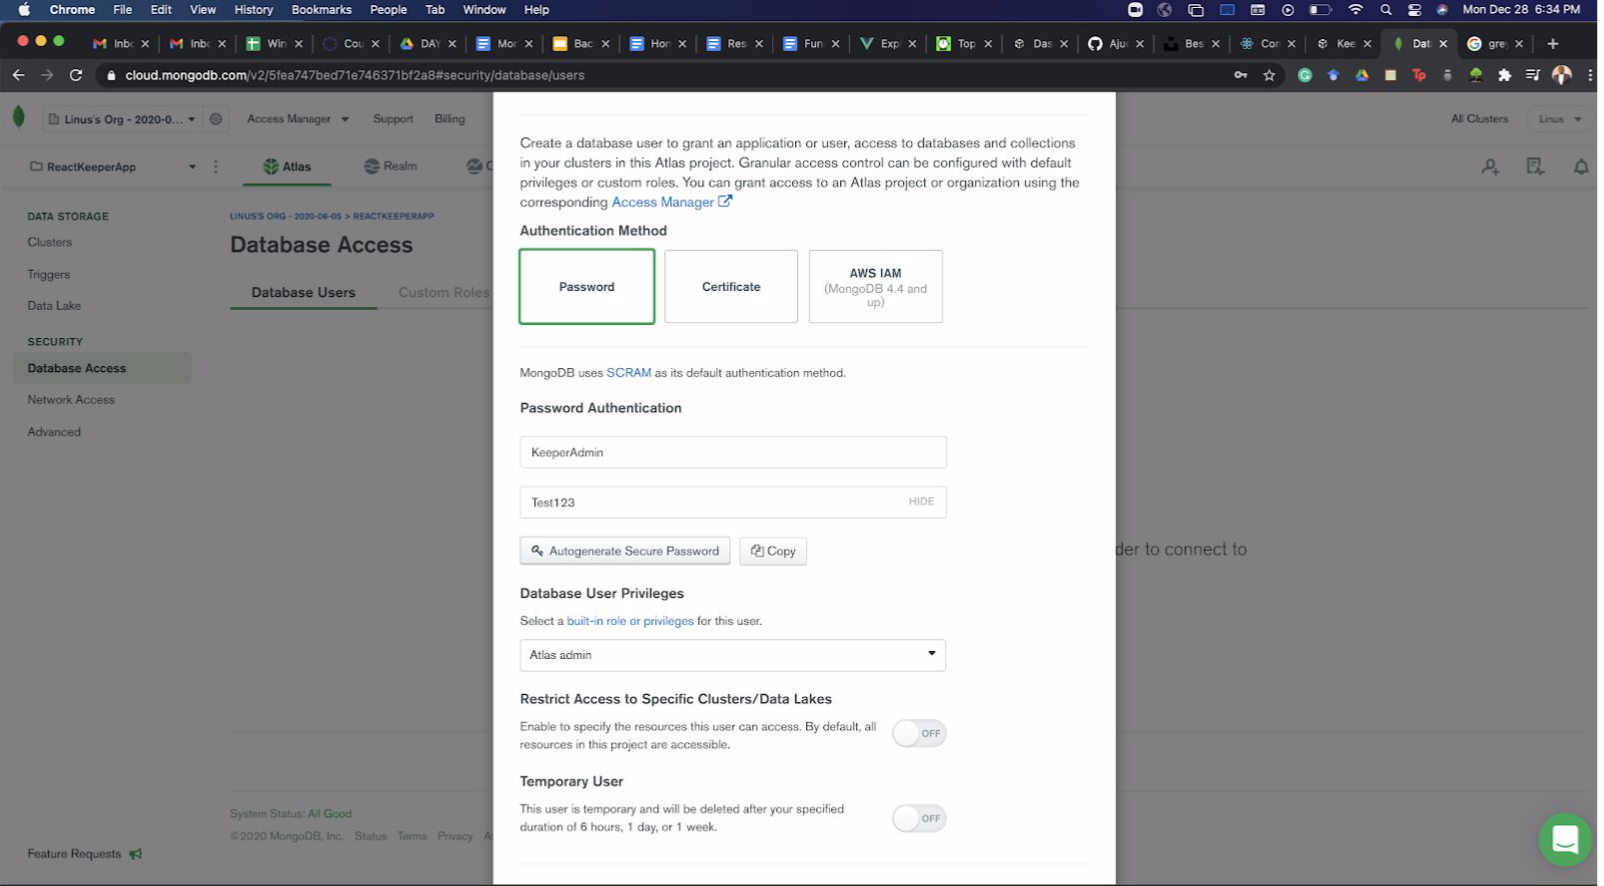 Chrome File Edit View History Bookmarks People Tab Window Help Mon Dec 28 6:34 PM
Inbc Inbc Win Cou DAY Mor Bac Hon Res Fun Expl Top Das Aju Bes Con Kee Data grey
cloud.mongodb.com/v2/5fea747bed71e746371bf2a8#security/database/users
Linus's Org - 2020-0... Access Manager Support Billing All Clusters Linus
ReactKeeperApp Atlas Realm C
DATA STORAGE
Clusters
Triggers
Data Lake
SECURITY
Database Access
Network Access
Advanced
Feature Requests
LINUS'S ORG - 2020-06-05 > REACTKEEPERAPP
Database Access
Database Users Custom Roles
Create a database user to grant an application or user, access to databases and collections
in your clusters in this Atlas project. Granular access control can be configured with default
privileges or custom roles. You can grant access to an Atlas project or organization using the
corresponding Access Manager
Authentication Method
Password
Certificate
AWS IAM
(MongoDB 4.4 and
up)
MongoDB uses SCRAM as its default authentication method.
Password Authentication
KeeperAdmin
Test123 HIDE
Autogenerate Secure Password Copy
Database User Privileges
Select a built-in role or privileges for this user.
Atlas admin
Restrict Access to Specific Clusters/Data Lakes
Enable to specify the resources this user can access. By default, all
resources in this project are accessible.
OFF
Temporary User
This user is temporary and will be deleted after your specified
duration of 6 hours, 1 day, or 1 week.
OFF
der to connect to
System Status: All Good
©2020 MongoDB, Inc. Status Terms Privacy A